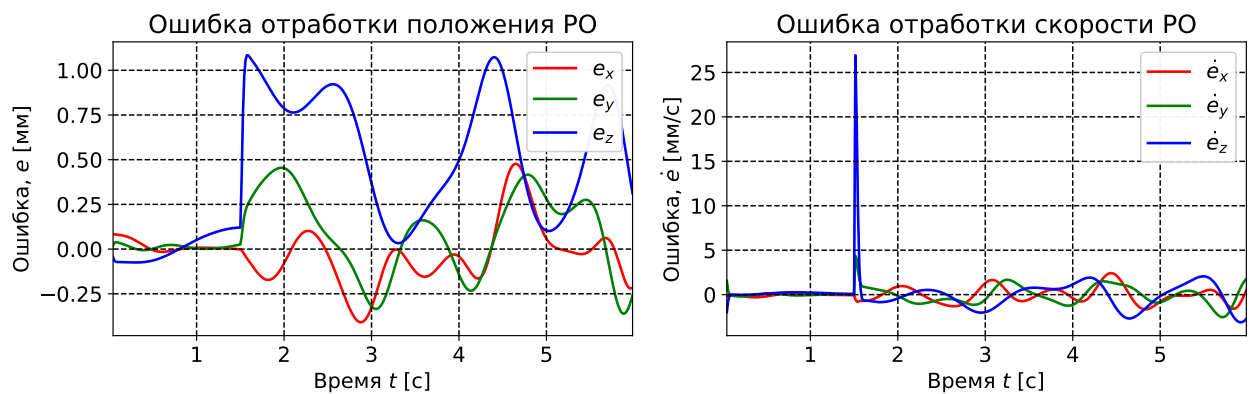 Ошибка отработки положения РО
1.00
0.75
0.50
0.25
0.00
−0.25
Ошибка, e [мм]
1 2 3 4 5
Время t [с]
e_x
e_y
e_z
Ошибка отработки скорости РО
25
20
15
10
5
0
Ошибка, ė [мм/с]
1 2 3 4 5
Время t [с]
ė_x
ė_y
ė_z